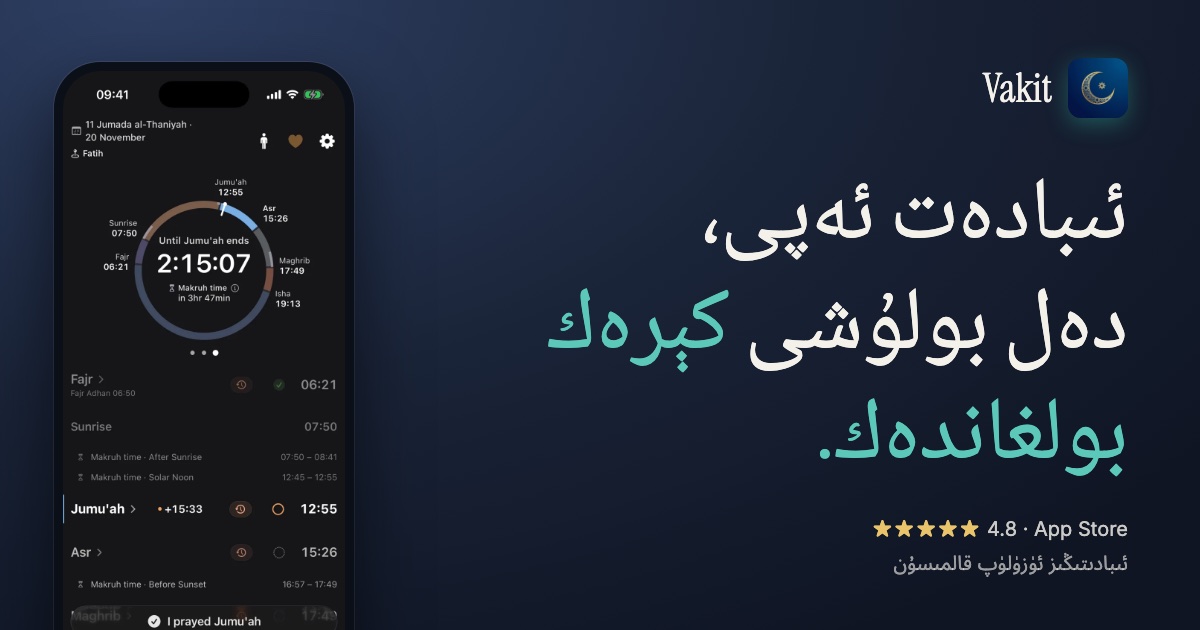 09:41
11 Jumada al-Thaniyah ·
20 November
Fatih
Jumu'ah
12:55
Asr
15:26
Sunrise
07:50
Until Jumu'ah ends
2:15:07
Fajr
06:21
Maghrib
17:49
Makruh time
in 3hr 47min
Isha
19:13
Fajr 06:21
Fajr Adhan 06:50
Sunrise 07:50
Makruh time · After Sunrise 07:50 – 08:41
Makruh time · Solar Noon 12:45 – 12:55
Jumu'ah +15:33 12:55
Asr 15:26
Makruh time · Before Sunset 16:57 – 17:49
Maghrib 17:49
I prayed Jumu'ah
Vakit
ئىبادەت ئەپى،
دەل بولۇشى كېرەك
بولغاندەك.
★★★★★ 4.8 · App Store
ئىبادىتىڭىز ئۈزۈلۈپ قالمىسۇن